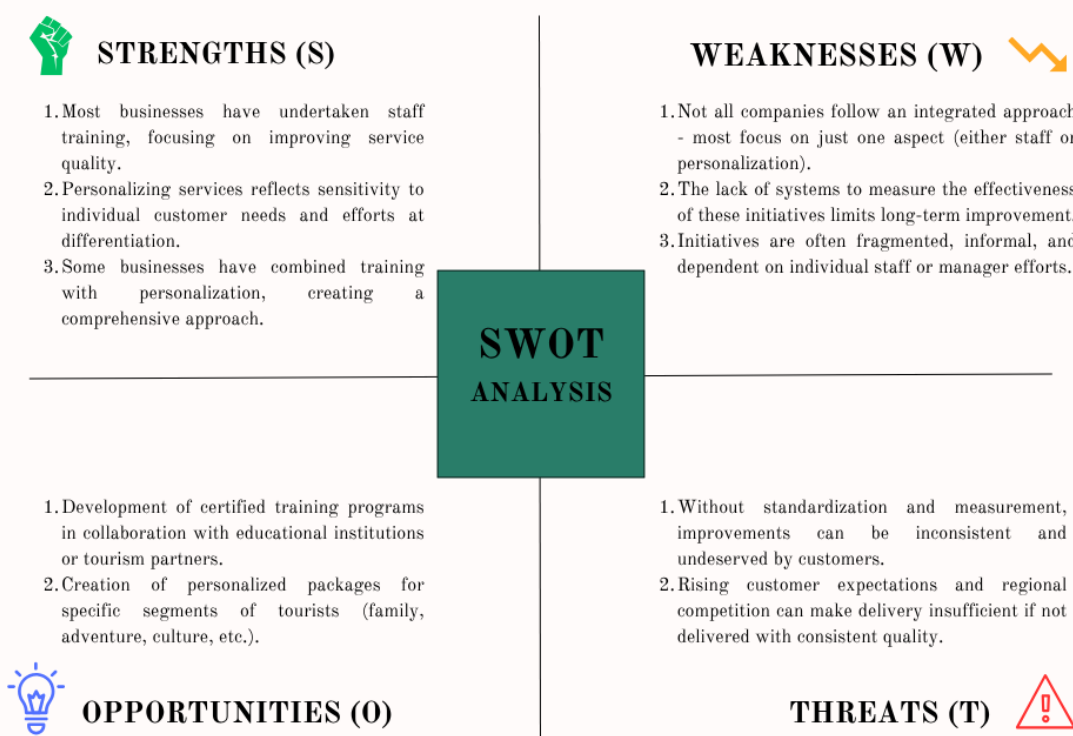 STRENGTHS (S)
1. Most businesses have undertaken staff
training, focusing on improving service
quality.
2. Personalizing services reflects sensitivity to
individual customer needs and efforts at
differentiation.
3. Some businesses have combined training
with personalization, creating a
comprehensive approach.
WEAKNESSES (W)
1. Not all companies follow an integrated approach
- most focus on just one aspect (either staff or
personalization).
2. The lack of systems to measure the effectiveness
of these initiatives limits long-term improvement.
3. Initiatives are often fragmented, informal, and
dependent on individual staff or manager efforts.
SWOT
ANALYSIS
1. Development of certified training programs
in collaboration with educational institutions
or tourism partners.
2. Creation of personalized packages for
specific segments of tourists (family,
adventure, culture, etc.).
OPPORTUNITIES (O)
1. Without standardization and measurement,
improvements can be inconsistent and
undeserved by customers.
2. Rising customer expectations and regional
competition can make delivery insufficient if not
delivered with consistent quality.
THREATS (T)